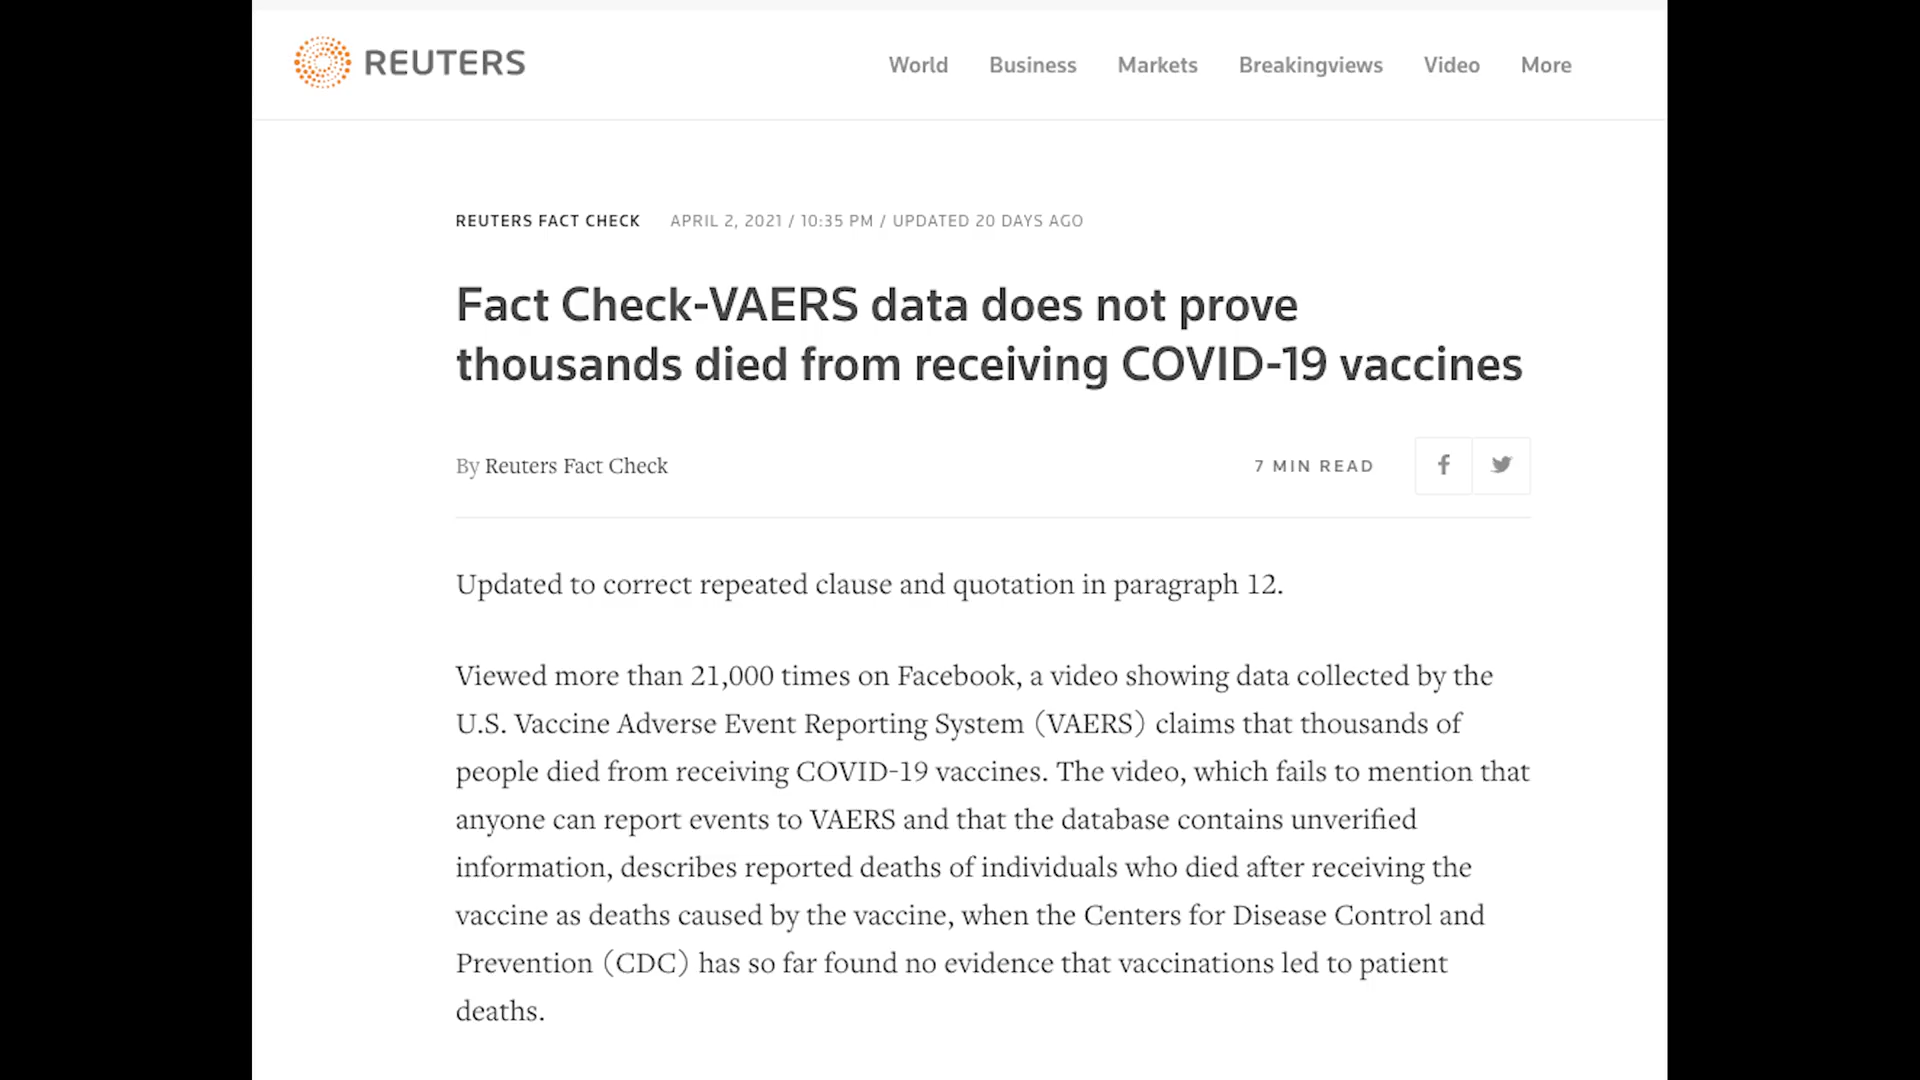 REUTERS
World Business Markets Breakingviews Video More
REUTERS FACT CHECK APRIL 2, 2021 / 10:35 PM / UPDATED 20 DAYS AGO
Fact Check-VAERS data does not prove
thousands died from receiving COVID-19 vaccines
By Reuters Fact Check
7 MIN READ
Updated to correct repeated clause and quotation in paragraph 12.
Viewed more than 21,000 times on Facebook, a video showing data collected by the
U.S. Vaccine Adverse Event Reporting System (VAERS) claims that thousands of
people died from receiving COVID-19 vaccines. The video, which fails to mention that
anyone can report events to VAERS and that the database contains unverified
information, describes reported deaths of individuals who died after receiving the
vaccine as deaths caused by the vaccine, when the Centers for Disease Control and
Prevention (CDC) has so far found no evidence that vaccinations led to patient
deaths.